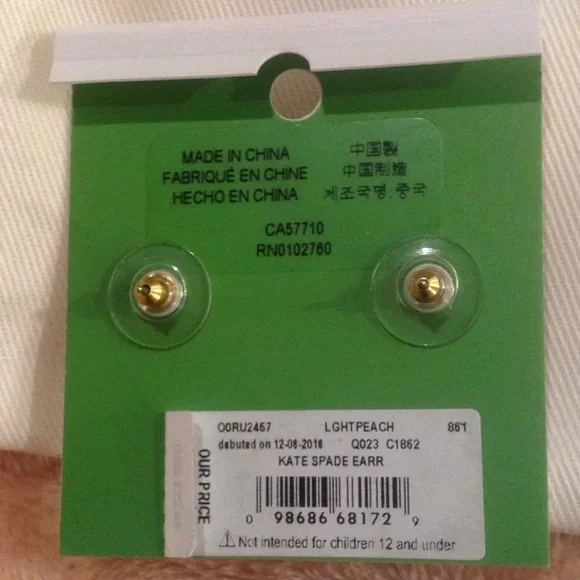 MADE IN CHINA
FABRIQUÉ EN CHINE
HECHO EN CHINA
中国製
中国制造
제조국명.중국
CA57710
RN0102760
O0RU2457 LGHTPEACH 861
debuted on 12-06-2016 Q023 C1862
KATE SPADE EARR
OUR PRICE
0 98686 68172 9
⚠ Not intended for children 12 and under